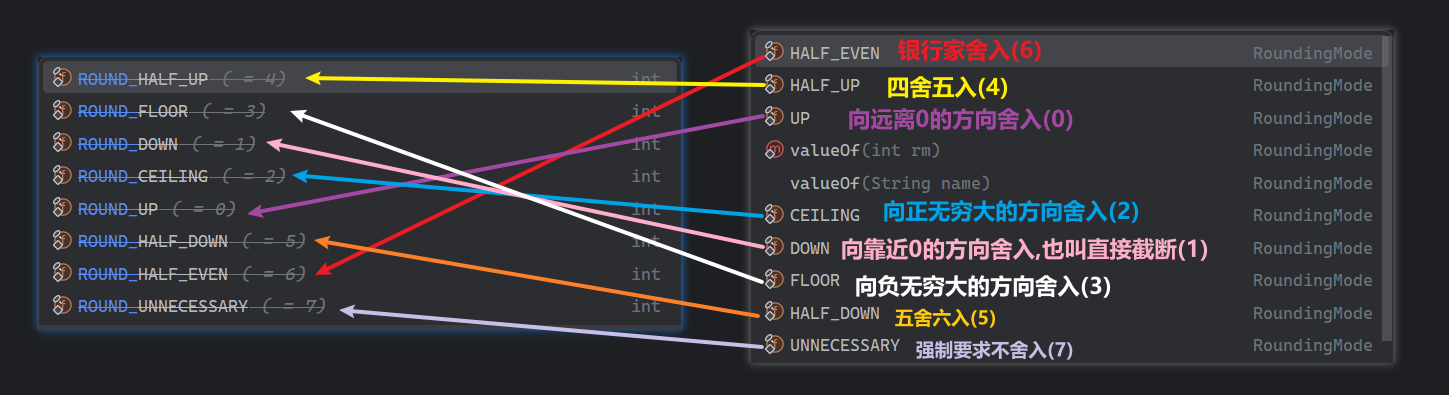 ROUND_HALF_UP ( = 4) int
ROUND_FLOOR ( = 3) int
ROUND_DOWN ( = 1) int
ROUND_CEILING ( = 2) int
ROUND_UP ( = 0) int
ROUND_HALF_DOWN ( = 5) int
ROUND_HALF_EVEN ( = 6) int
ROUND_UNNECESSARY ( = 7) int
HALF_EVEN 银行家舍入(6) RoundingMode
HALF_UP 四舍五入(4) RoundingMode
UP 向远离0的方向舍入(0) RoundingMode
valueOf(int rm) RoundingMode
valueOf(String name) RoundingMode
CEILING 向正无穷大的方向舍入(2) RoundingMode
DOWN 向靠近0的方向舍入,也叫直接截断(1) RoundingMode
FLOOR 向负无穷大的方向舍入(3) RoundingMode
HALF_DOWN 五舍六入(5) RoundingMode
UNNECESSARY 强制要求不舍入(7) RoundingMode